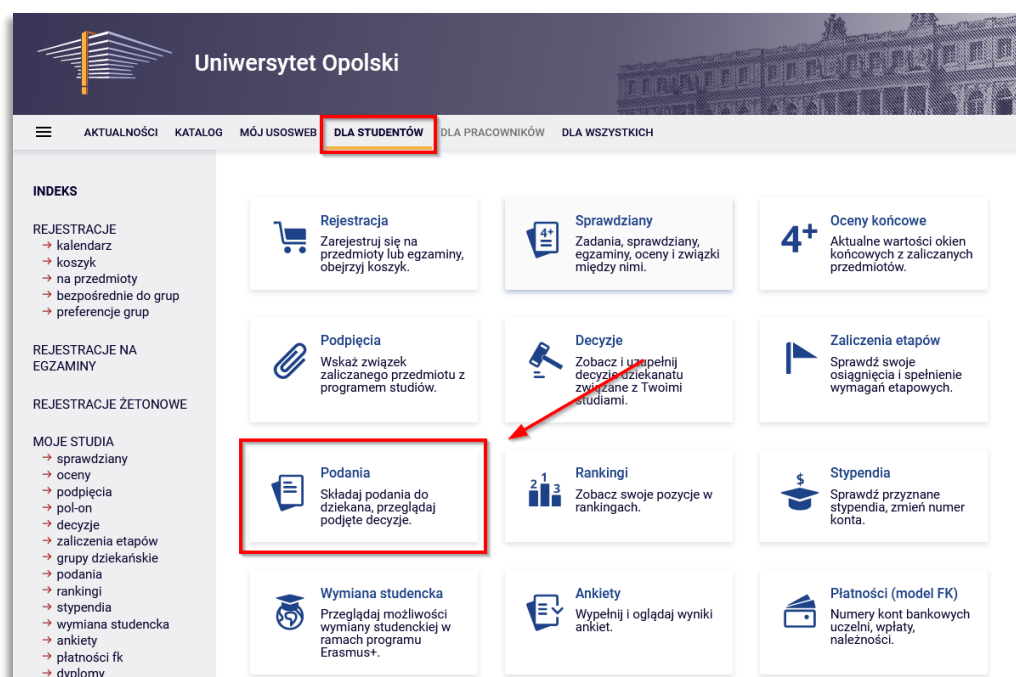 Uniwersytet Opolski
AKTUALNOŚCI KATALOG MÓJ USOSWEB DLA STUDENTÓW DLA PRACOWNIKÓW DLA WSZYSTKICH
INDEKS
REJESTRACJE
→ kalendarz
→ koszyk
→ na przedmioty
→ bezpośrednie do grup
→ preferencje grup
REJESTRACJE NA
EGZAMINY
REJESTRACJE ŻETONOWE
MOJE STUDIA
→ sprawdziany
→ oceny
→ podpięcia
→ pol-on
→ decyzje
→ zaliczenia etapów
→ grupy dziekańskie
→ podania
→ rankingi
→ stypendia
→ wymiana studencka
→ ankiety
→ płatności fk
→ dyplomy
Rejestracja
Zarejestruj się na
przedmioty lub egzaminy,
obejrzyj koszyk.
4+
Sprawdziany
Zadania, sprawdziany,
egzaminy, oceny i związki
między nimi.
4+
Oceny końcowe
Aktualne wartości okien
końcowych z zaliczanych
przedmiotów.
Podpięcia
Wskaż związek
zaliczanego przedmiotu z
programem studiów.
Decyzje
Zobacz i uzupełnij
decyzje dziekanatu
związane z Twoimi
studiami.
Zaliczenia etapów
Sprawdź swoje
osiągnięcia i spełnienie
wymagań etapowych.
Podania
Składaj podania do
dziekana, przeglądaj
podjęte decyzje.
2 1 3
Rankingi
Zobacz swoje pozycje w
rankingach.
$
Stypendia
Sprawdź przyznane
stypendia, zmień numer
konta.
Wymiana studencka
Przeglądaj możliwości
wymiany studenckiej w
ramach programu
Erasmus+.
Ankiety
Wypełnij i oglądaj wyniki
ankiet.
Płatności (model FK)
Numery kont bankowych
uczelni, wpłaty,
należności.